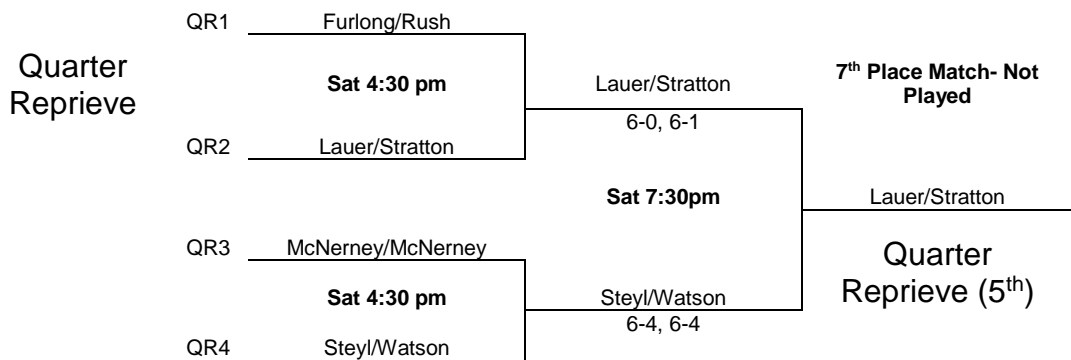 QR1 Furlong/Rush
Quarter
Reprieve
Sat 4:30 pm
Lauer/Stratton
6-0, 6-1
7th Place Match- Not
Played
QR2 Lauer/Stratton
Sat 7:30pm
Lauer/Stratton
QR3 McNerney/McNerney
Quarter
Reprieve (5th)
Sat 4:30 pm
Steyl/Watson
6-4, 6-4
QR4 Steyl/Watson